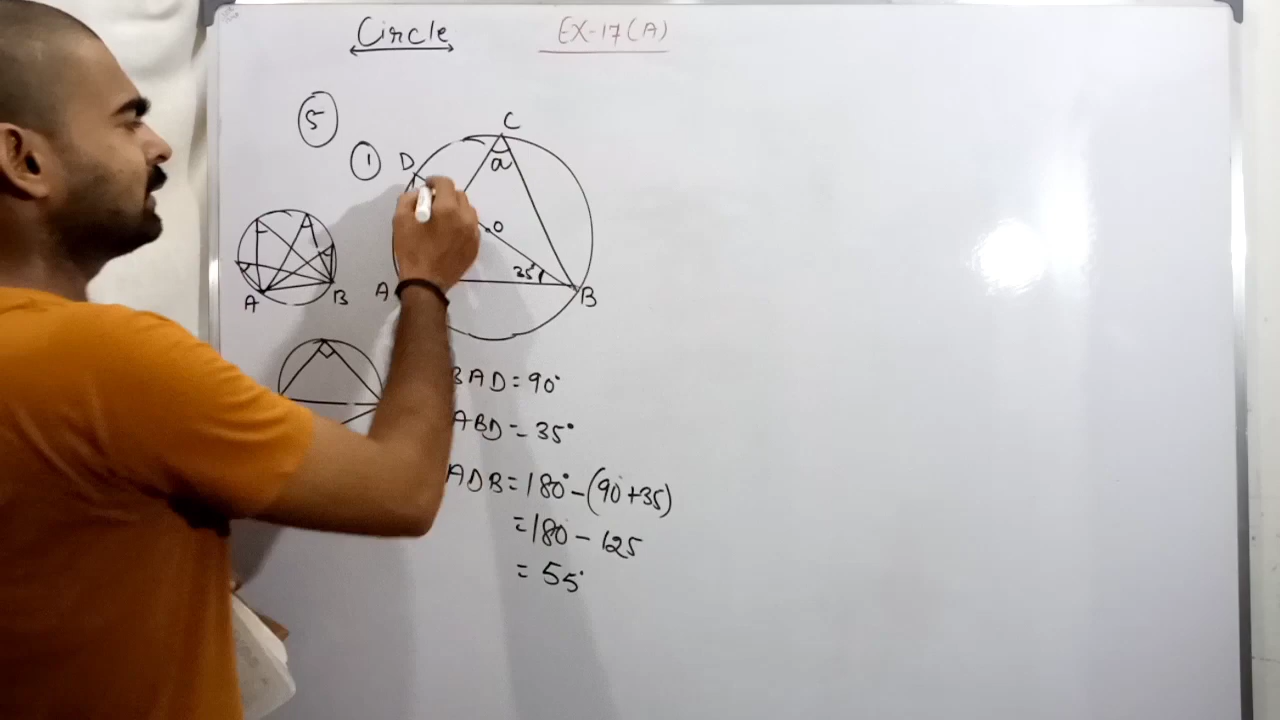 Circle
EX-17(A)
5
1
D
C
a
O
35°
A
B
A
B
BAD = 90°
ABD = 35°
ADB = 180° - (90° + 35)
= 180 - 125
= 55°